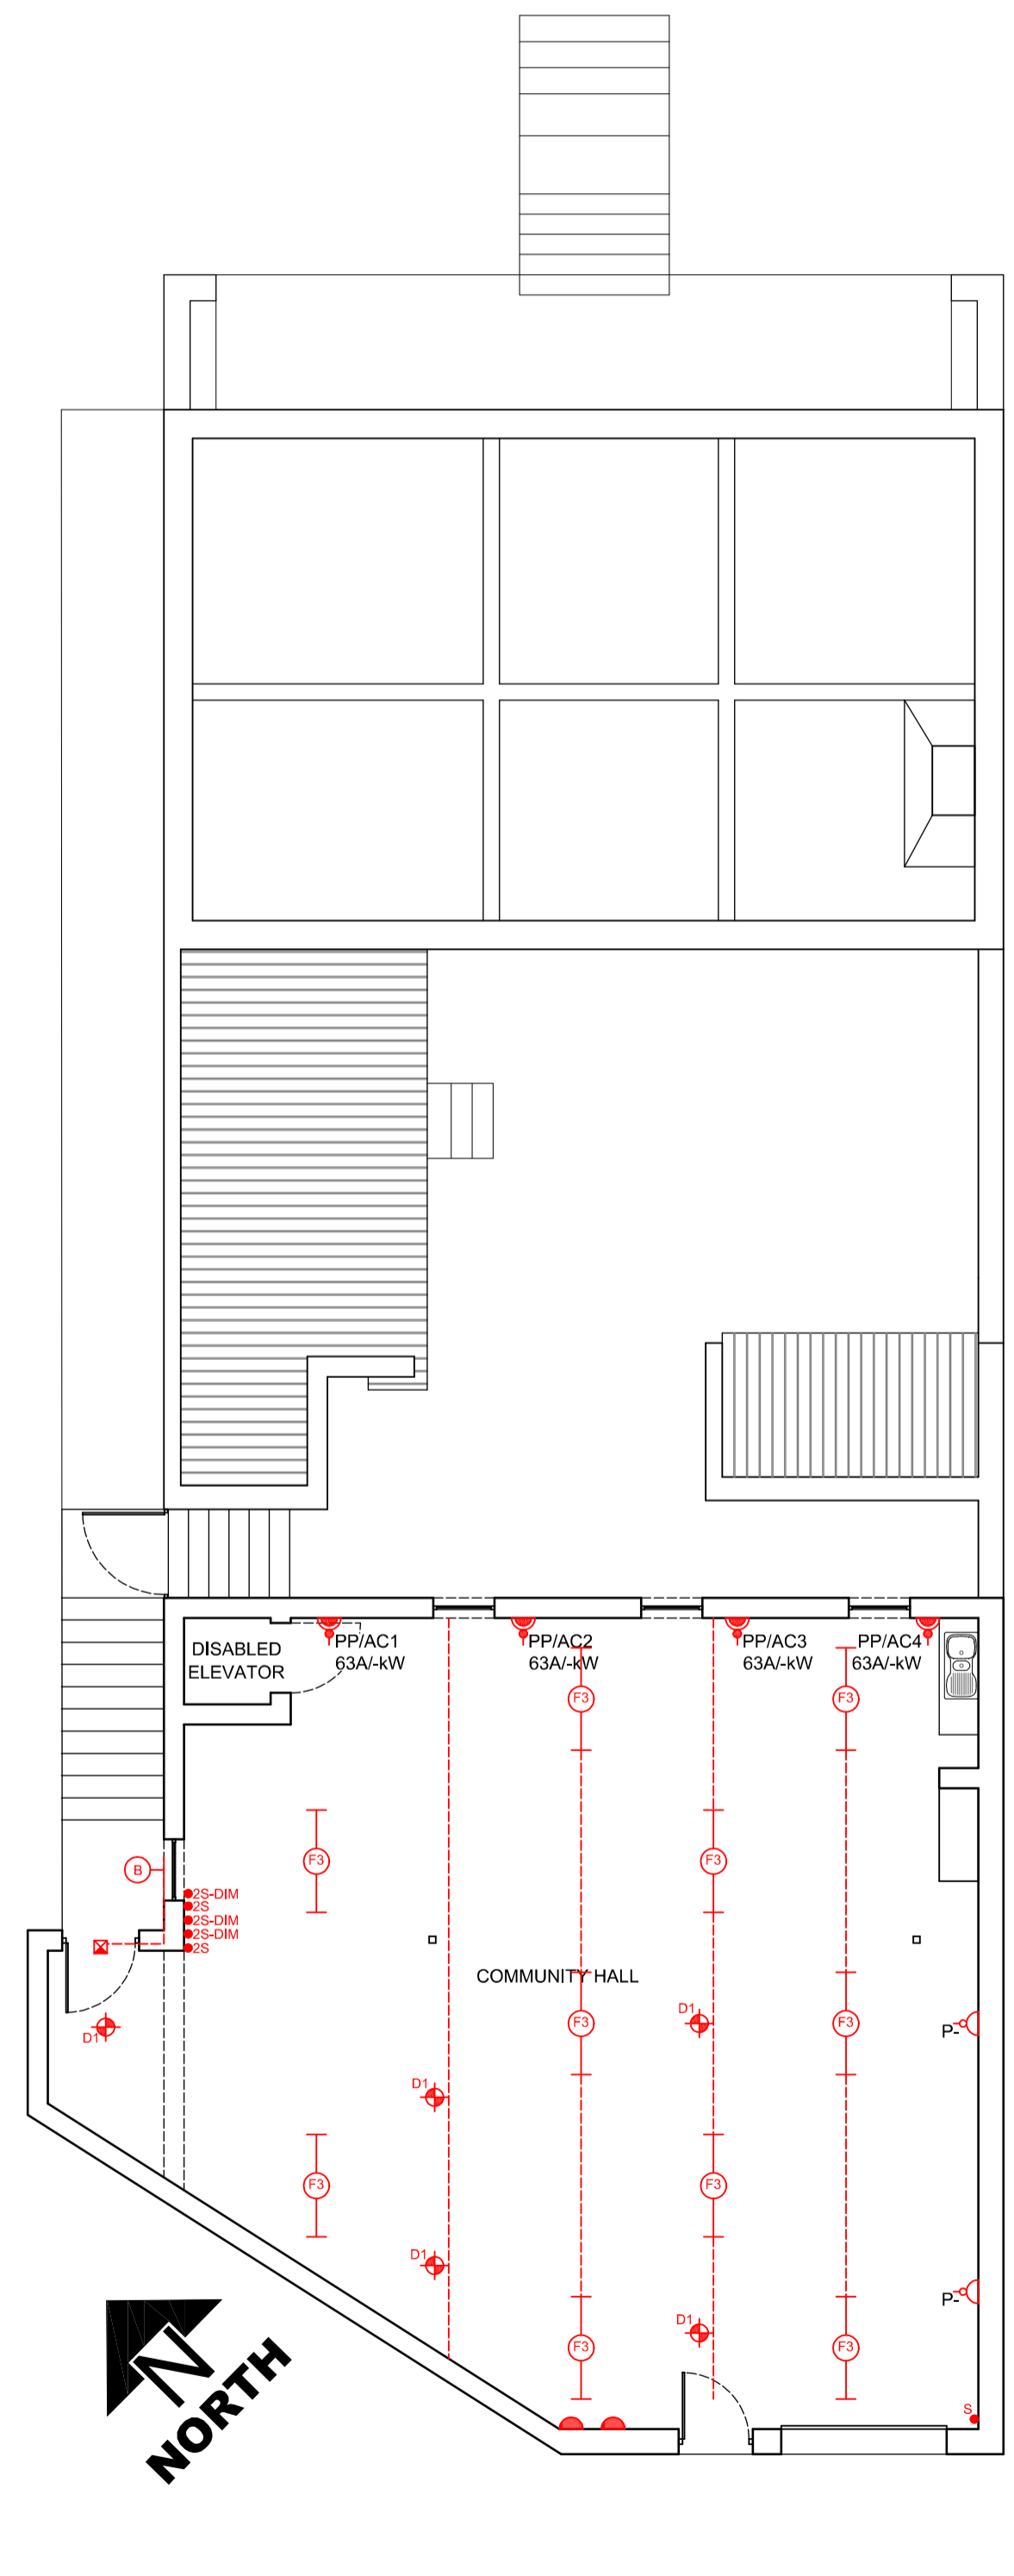 DISABLED
ELEVATOR
PP/AC1
63A/-kW
PP/AC2
63A/-kW
PP/AC3
63A/-kW
PP/AC4
63A/-kW
F3
F3
F3
F3
B
2S-DIM
2S
2S-DIM
2S-DIM
2S
COMMUNITY HALL
D1
F3
F3
P-
D1
D1
F3
F3
D1
P-
D1
F3
F3
S
N
NORTH